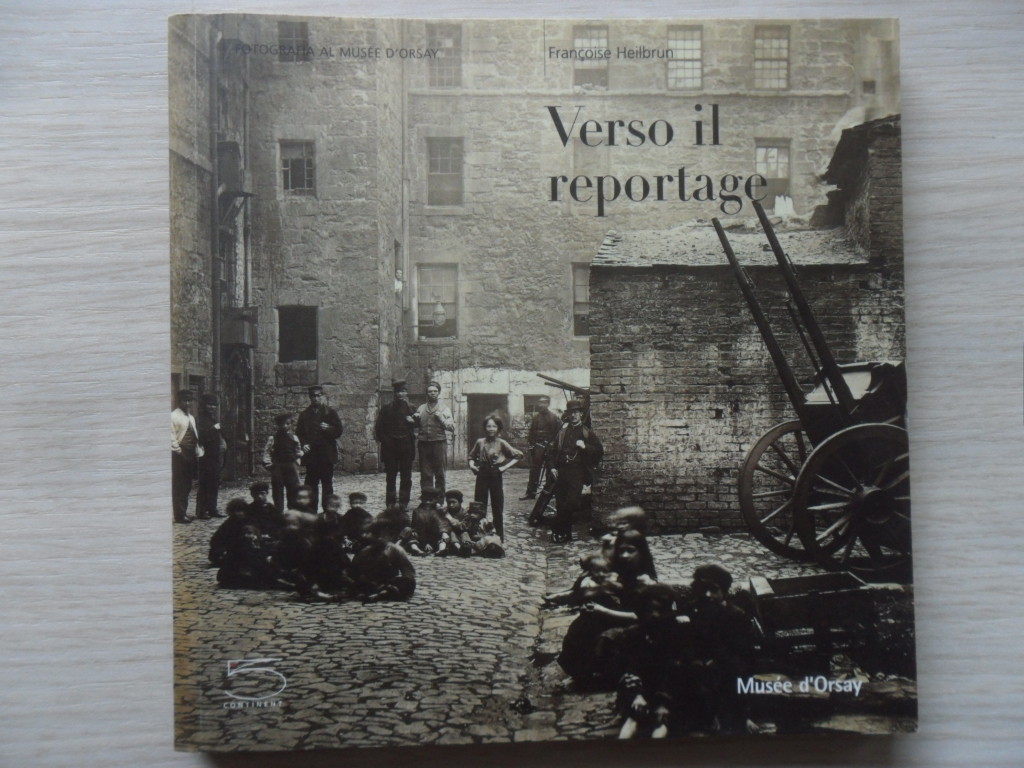 FOTOGRAFIA AL MUSÉE D'ORSAY
Françoise Heilbrun
Verso il
reportage
5
CONTINENTS
Musée d'Orsay